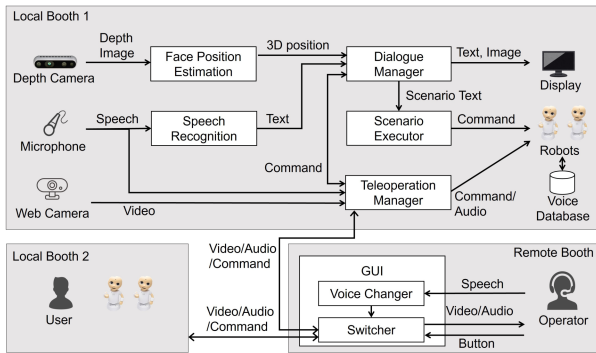 Local Booth 1
Depth
Image
Depth Camera
Face Position
Estimation
3D position
Dialogue
Manager
Text, Image
Display
Scenario Text
Speech
Microphone
Speech
Recognition
Text
Scenario
Executor
Command
Robots
Command
Web Camera
Video
Teleoperation
Manager
Command/
Audio
Voice
Database
Local Booth 2
User
Video/Audio
/Command
Video/Audio
/Command
Remote Booth
GUI
Voice Changer
Switcher
Speech
Video/Audio
Button
Operator